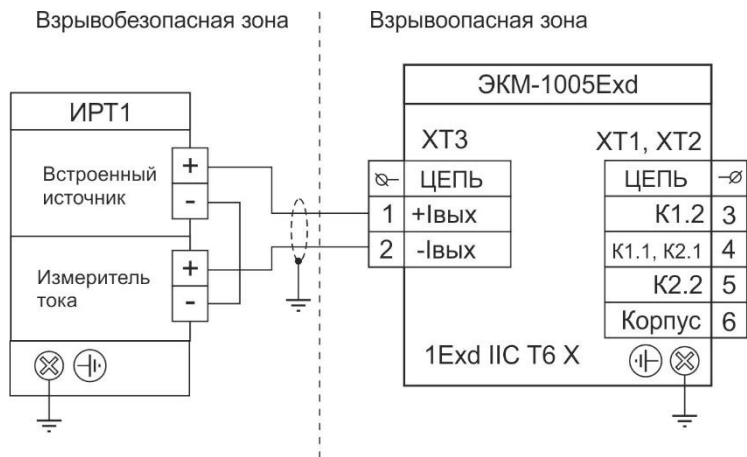 Взрывобезопасная зона
Взрывоопасная зона
ИРТ1
Встроенный
источник
+
-
Измеритель
тока
+
-
ЭКМ-1005Exd
XT3
ЦЕПЬ
1 +Iвых
2 -Iвых
XT1, XT2
ЦЕПЬ
К1.2 3
К1.1, К2.1 4
К2.2 5
Корпус 6
1Exd IIC T6 X